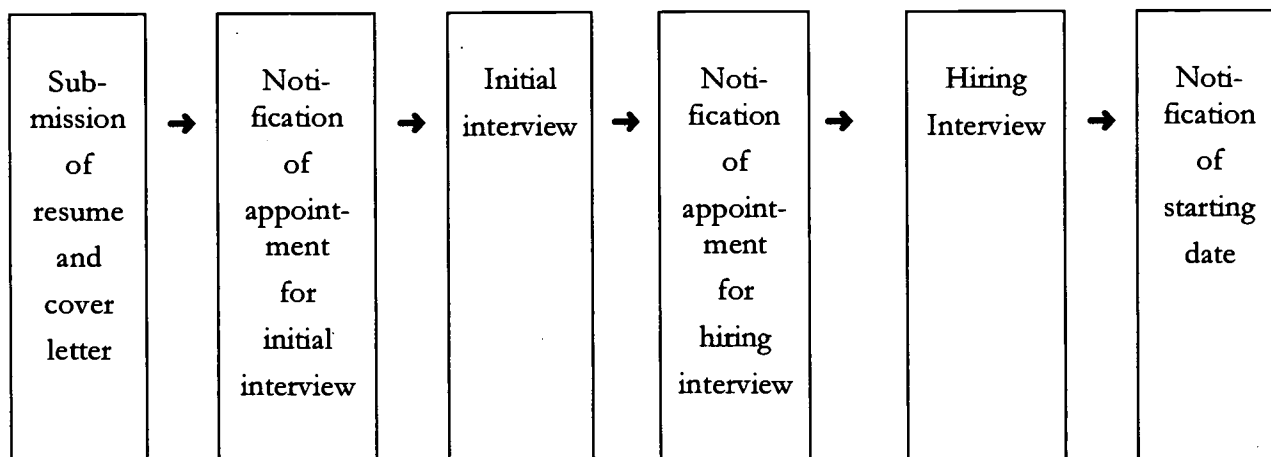 Sub-
mission
of
resume
and
cover
letter
➔
Noti-
fication
of
appoint-
ment
for
initial
interview
➔
Initial
interview
➔
Noti-
fication
of
appoint-
ment
for
hiring
interview
➔
Hiring
Interview
➔
Noti-
fication
of
starting
date